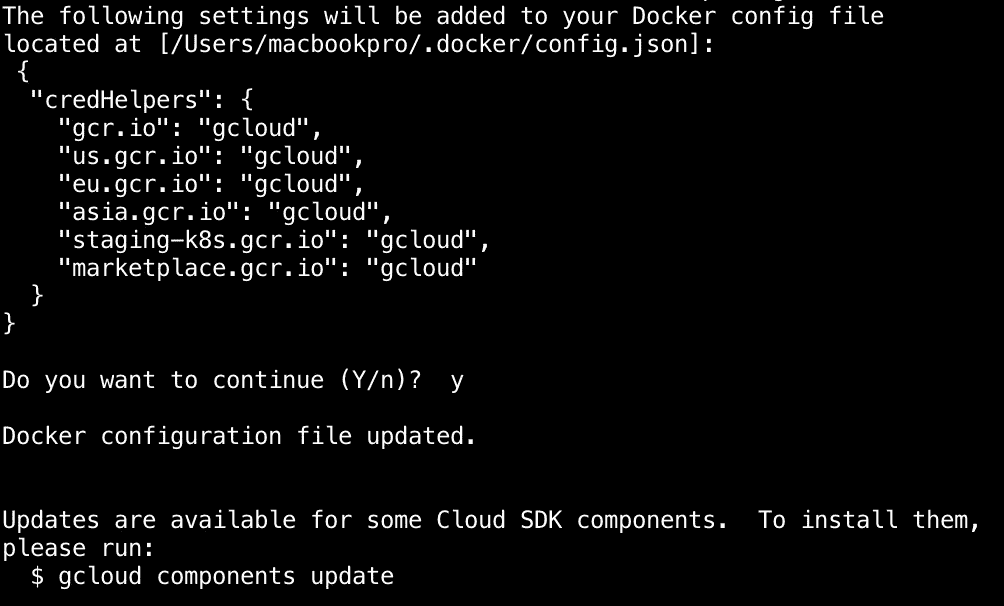 The following settings will be added to your Docker config file
located at [/Users/macbookpro/.docker/config.json]:
 {
  "credHelpers": {
    "gcr.io": "gcloud",
    "us.gcr.io": "gcloud",
    "eu.gcr.io": "gcloud",
    "asia.gcr.io": "gcloud",
    "staging-k8s.gcr.io": "gcloud",
    "marketplace.gcr.io": "gcloud"
  }
}
Do you want to continue (Y/n)?  y
Docker configuration file updated.
Updates are available for some Cloud SDK components.  To install them,
please run:
  $ gcloud components update